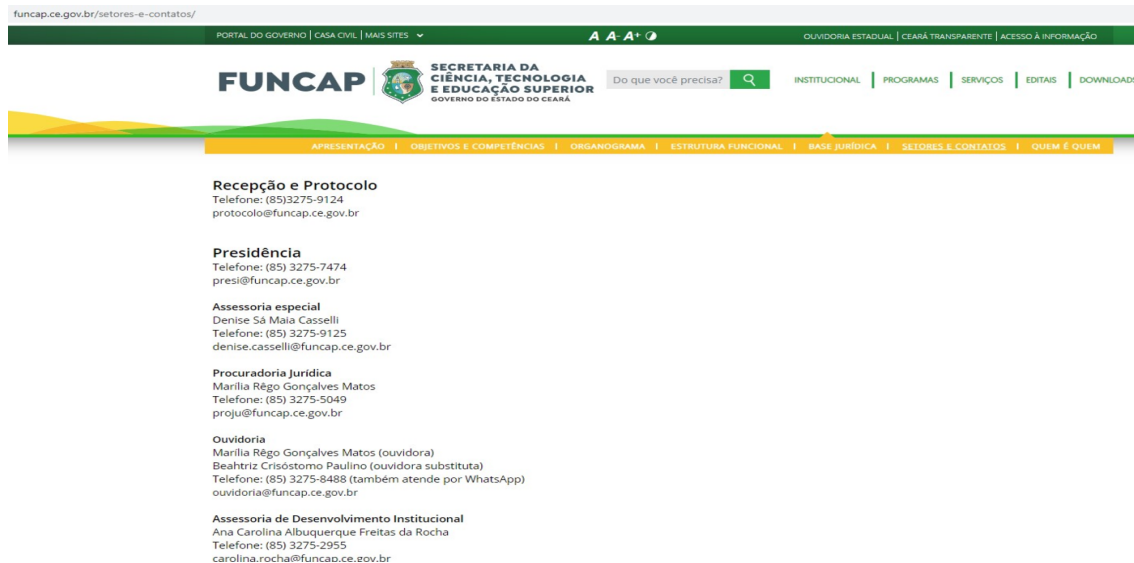 funcap.ce.gov.br/setores-e-contatos/
PORTAL DO GOVERNO | CASA CIVIL | MAIS SITES
A A- A+
OUVIDORIA ESTADUAL | CEARÁ TRANSPARENTE | ACESSO À INFORMAÇÃO
FUNCAP
SECRETARIA DA
CIÊNCIA, TECNOLOGIA
E EDUCAÇÃO SUPERIOR
GOVERNO DO ESTADO DO CEARÁ
Do que você precisa?
INSTITUCIONAL | PROGRAMAS | SERVIÇOS | EDITAIS | DOWNLOADS
APRESENTAÇÃO | OBJETIVOS E COMPETÊNCIAS | ORGANOGRAMA | ESTRUTURA FUNCIONAL | BASE JURÍDICA | SETORES E CONTATOS | QUEM É QUEM
Recepção e Protocolo
Telefone: (85)3275-9124
protocolo@funcap.ce.gov.br
Presidência
Telefone: (85) 3275-7474
presi@funcap.ce.gov.br
Assessoria especial
Denise Sá Maia Casselli
Telefone: (85) 3275-9125
denise.casselli@funcap.ce.gov.br
Procuradoria Jurídica
Marília Rêgo Gonçalves Matos
Telefone: (85) 3275-5049
proju@funcap.ce.gov.br
Ouvidoria
Marília Rêgo Gonçalves Matos (ouvidora)
Beahtriz Crisóstomo Paulino (ouvidora substituta)
Telefone: (85) 3275-8488 (também atende por WhatsApp)
ouvidoria@funcap.ce.gov.br
Assessoria de Desenvolvimento Institucional
Ana Carolina Albuquerque Freitas da Rocha
Telefone: (85) 3275-2955
carolina.rocha@funcap.ce.gov.br